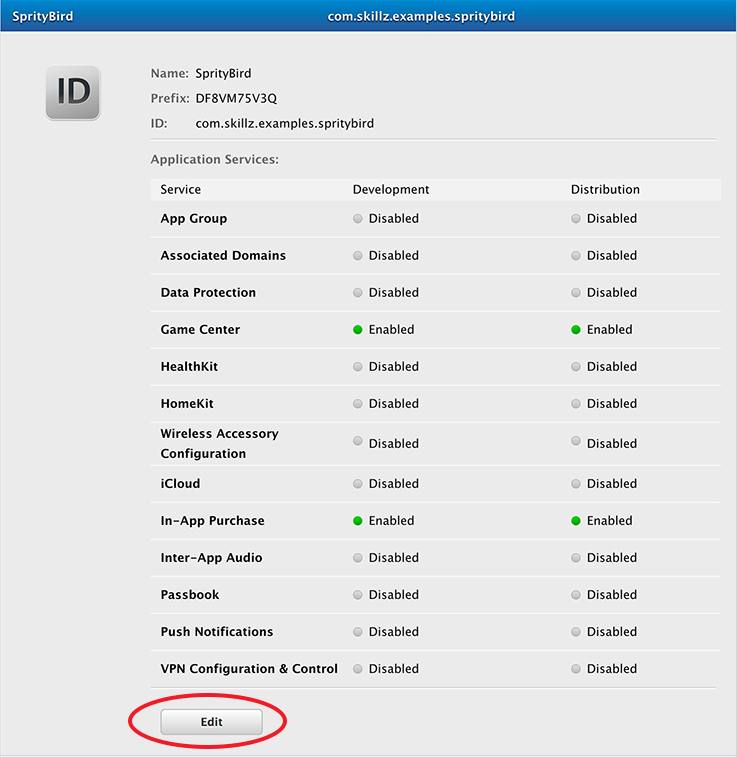 SprityBird com.skillz.examples.spritybird
ID
Name: SprityBird
Prefix: DF8VM75V3Q
ID: com.skillz.examples.spritybird
Application Services:
Service Development Distribution
App Group Disabled Disabled
Associated Domains Disabled Disabled
Data Protection Disabled Disabled
Game Center Enabled Enabled
HealthKit Disabled Disabled
HomeKit Disabled Disabled
Wireless Accessory
Configuration Disabled Disabled
iCloud Disabled Disabled
In-App Purchase Enabled Enabled
Inter-App Audio Disabled Disabled
Passbook Disabled Disabled
Push Notifications Disabled Disabled
VPN Configuration & Control Disabled Disabled
Edit